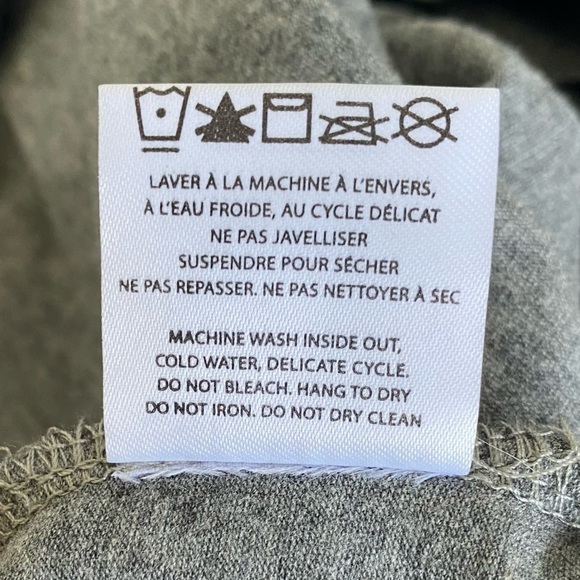 LAVER À LA MACHINE À L'ENVERS,
À L'EAU FROIDE, AU CYCLE DÉLICAT
NE PAS JAVELLISER
SUSPENDRE POUR SÉCHER
NE PAS REPASSER. NE PAS NETTOYER À SEC
MACHINE WASH INSIDE OUT,
COLD WATER, DELICATE CYCLE.
DO NOT BLEACH. HANG TO DRY
DO NOT IRON. DO NOT DRY CLEAN